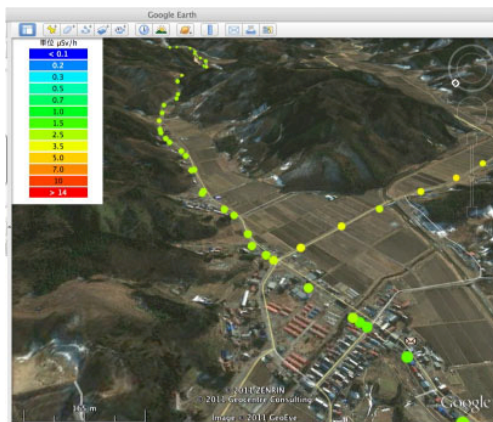 Google Earth
単位 μSv/h
< 0.1
0.2
0.3
0.5
0.7
1.0
1.5
2.5
3.5
5.0
7.0
10
> 14
©2011 ZENRIN
© 2011 Geocentre Consulting
Image © 2011 GeoEye
Google
165 m